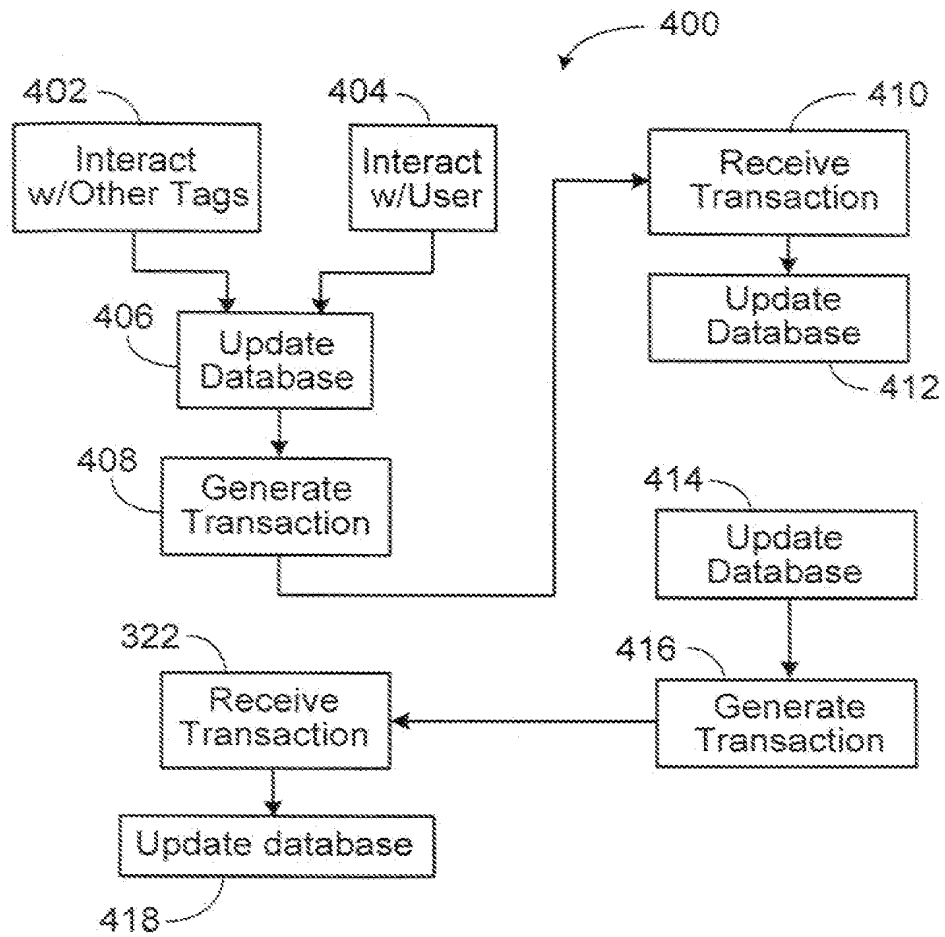 400
402
404
410
Interact
w/Other Tags
Interact
w/User
Receive
Transaction
406
Update
Database
Update
Database
412
408
Generate
Transaction
414
Update
Database
322
416
Receive
Transaction
Generate
Transaction
Update database
418